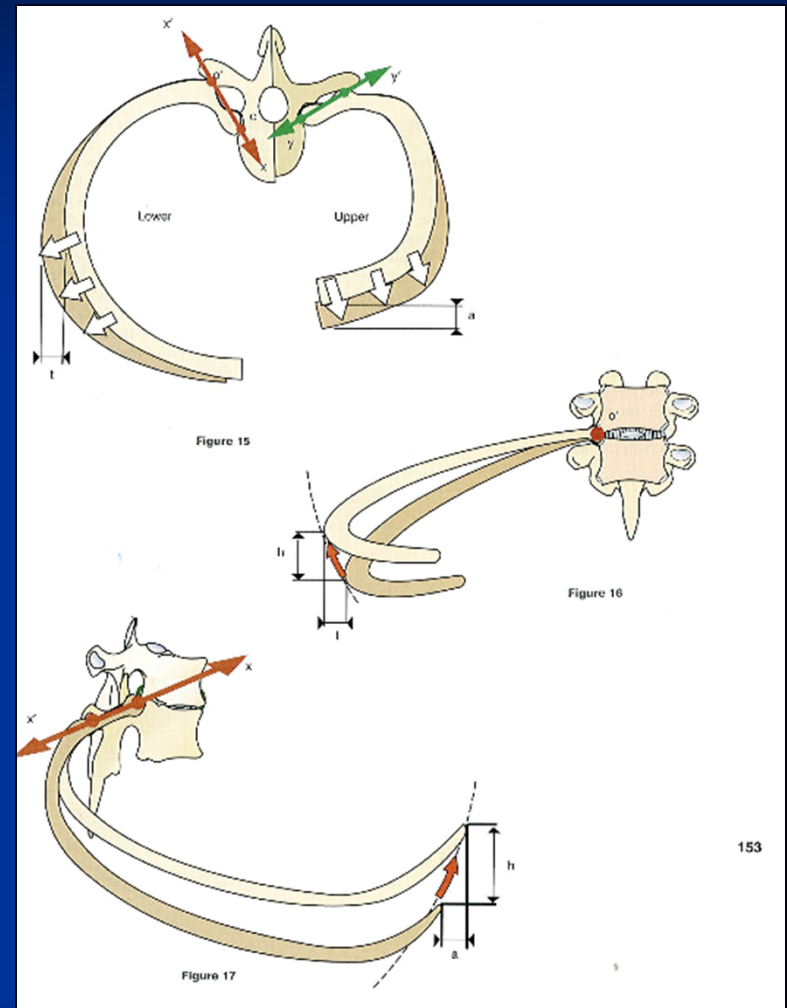 x'
o'
y'
c
y
x
Lower
Upper
a
t
Figure 15
o'
h
l
Figure 16
x
x'
h
a
153
Figure 17